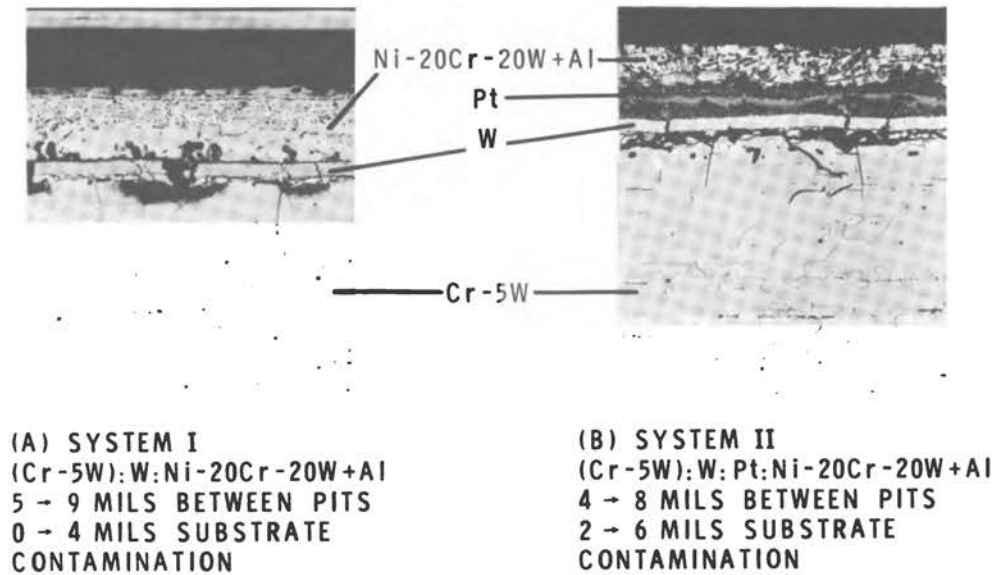 Ni-20Cr-20W+Al
Pt
W
Cr-5W
(A) SYSTEM I
(Cr-5W):W:Ni-20Cr-20W+Al
5 → 9 MILS BETWEEN PITS
0 → 4 MILS SUBSTRATE
CONTAMINATION
(B) SYSTEM II
(Cr-5W):W:Pt:Ni-20Cr-20W+Al
4 → 8 MILS BETWEEN PITS
2 → 6 MILS SUBSTRATE
CONTAMINATION